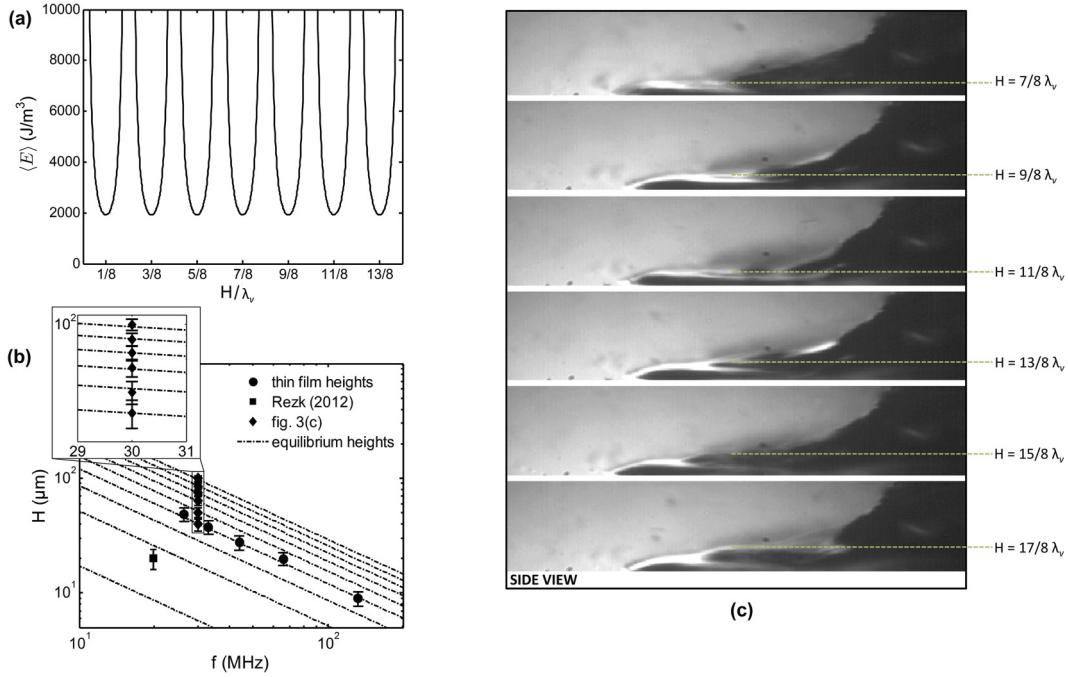 (a)
10000
8000
6000
4000
2000
0
⟨E⟩ (J/m³)
1/8 3/8 5/8 7/8 9/8 11/8 13/8
H/λᵥ
(b)
10²
29 30 31
thin film heights
Rezk (2012)
fig. 3(c)
equilibrium heights
10²
10¹
H (μm)
10¹ 10²
f (MHz)
H = 7/8 λᵥ
H = 9/8 λᵥ
H = 11/8 λᵥ
H = 13/8 λᵥ
H = 15/8 λᵥ
H = 17/8 λᵥ
SIDE VIEW
(c)